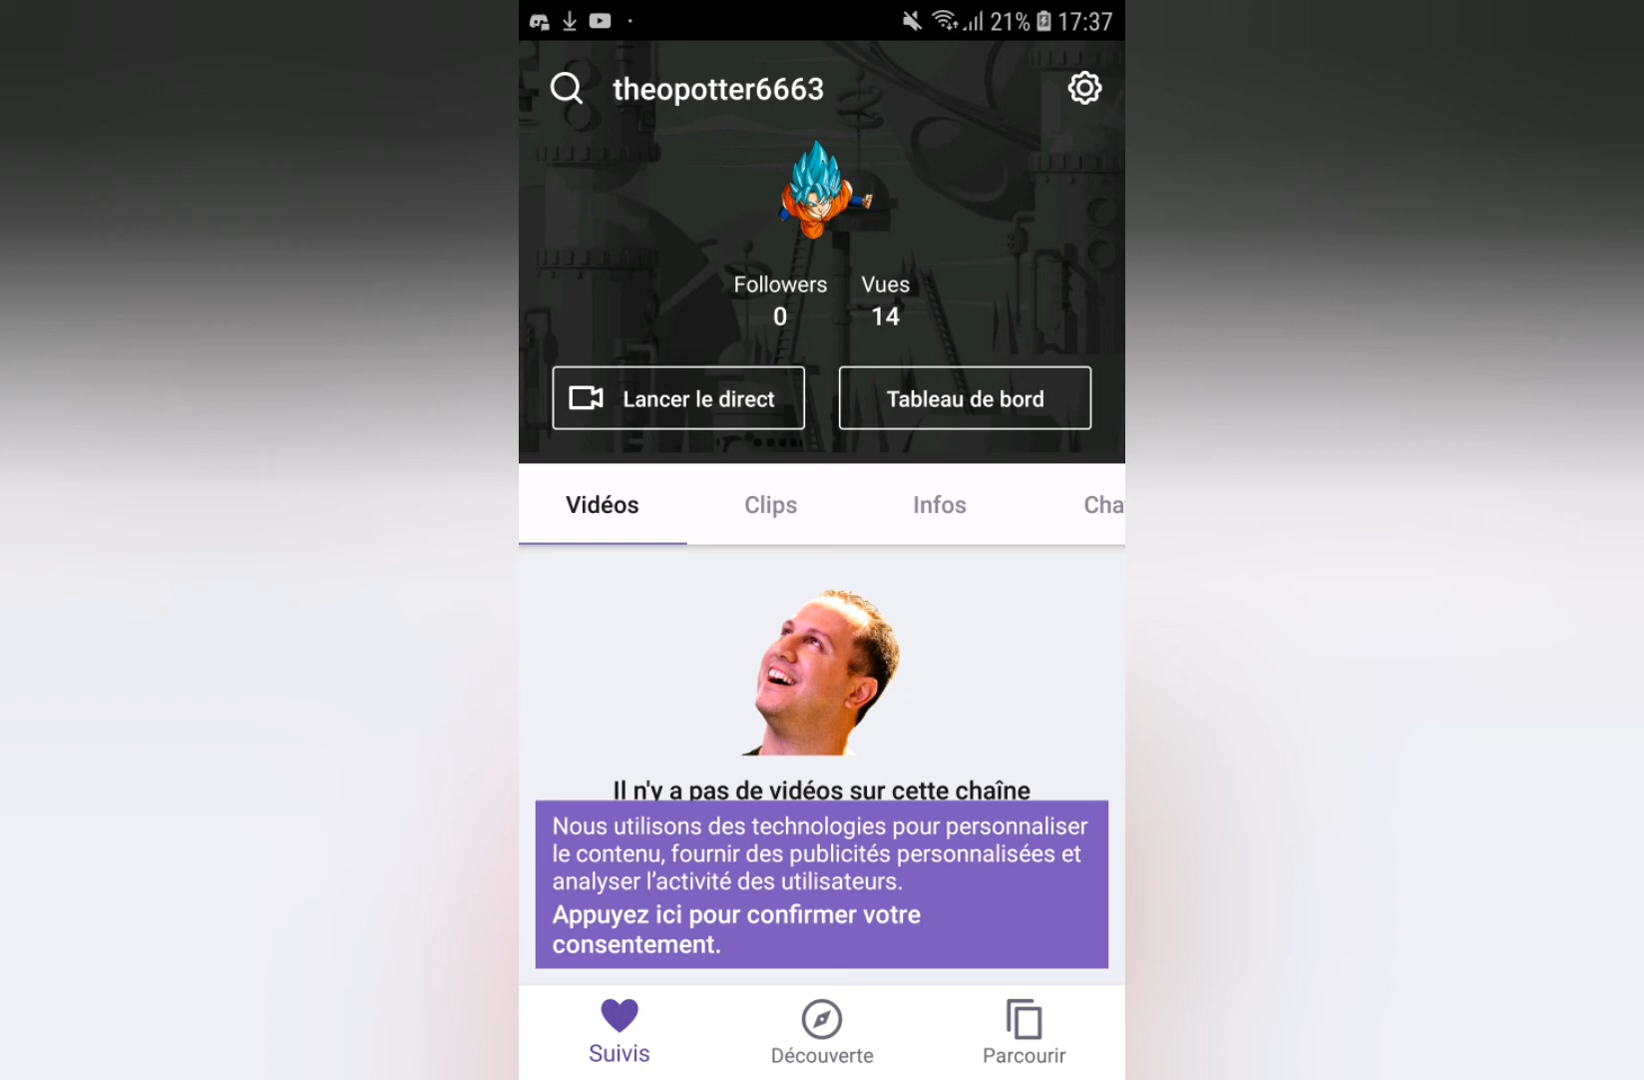 21% 17:37
theopotter6663
Followers Vues
0 14
Lancer le direct Tableau de bord
Vidéos Clips Infos Cha
Il n'y a pas de vidéos sur cette chaîne
Nous utilisons des technologies pour personnaliser
le contenu, fournir des publicités personnalisées et
analyser l’activité des utilisateurs.
Appuyez ici pour confirmer votre
consentement.
Suivis Découverte Parcourir